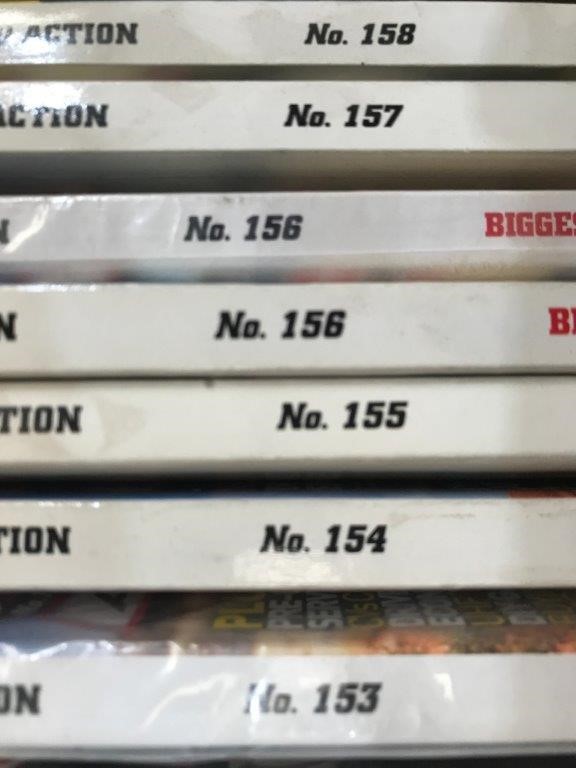 ACTION No. 158
ACTION No. 157
No. 156 BIGGES
N No. 156
TION No. 155
TION No. 154
ON No. 153